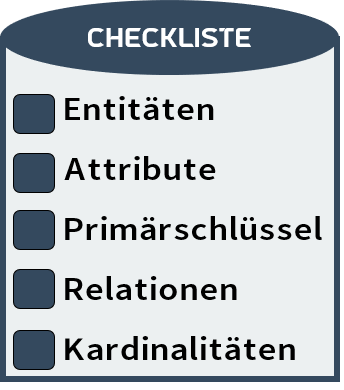 CHECKLISTE
Entitäten
Attribute
Primärschlüssel
Relationen
Kardinalitäten